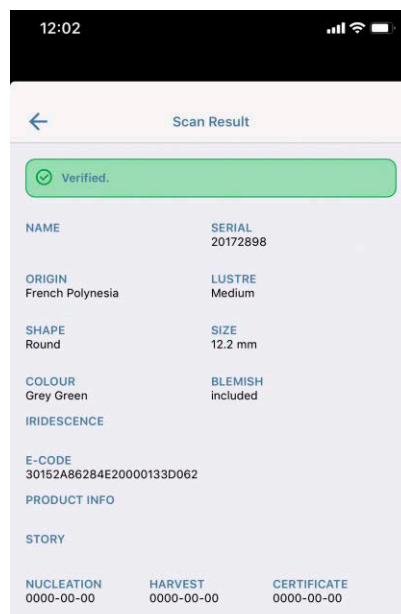 12:02
Scan Result
Verified.
NAME
SERIAL
20172898
ORIGIN
French Polynesia
LUSTRE
Medium
SHAPE
Round
SIZE
12.2 mm
COLOUR
Grey Green
BLEMISH
included
IRIDESCENCE
E-CODE
30152A86284E20000133D062
PRODUCT INFO
STORY
NUCLEATION
0000-00-00
HARVEST
0000-00-00
CERTIFICATE
0000-00-00